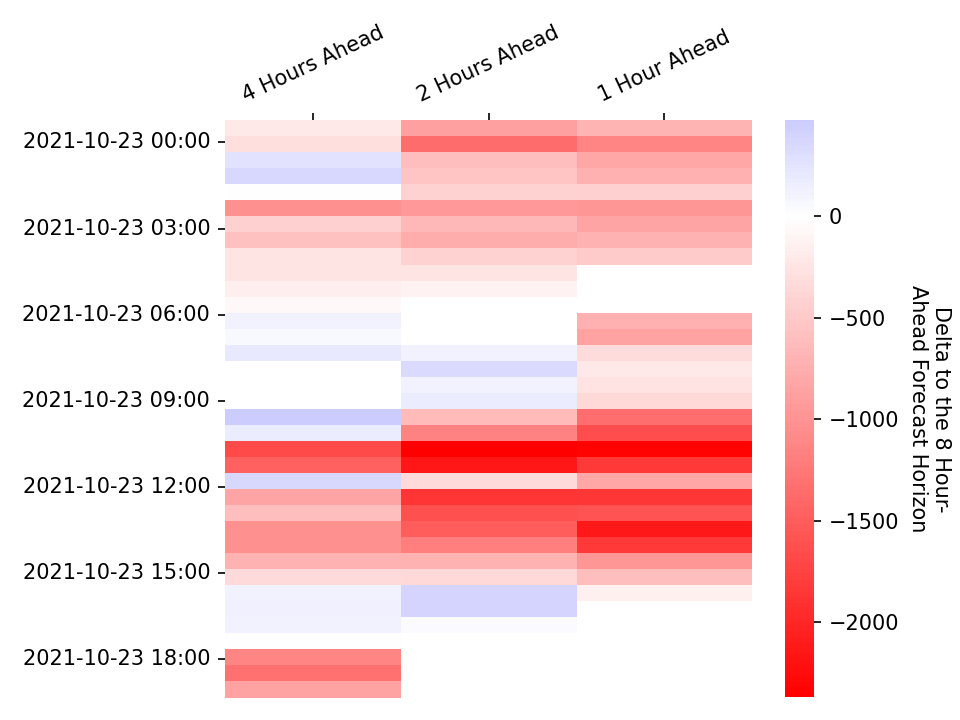 4 Hours Ahead
2 Hours Ahead
1 Hour Ahead
2021-10-23 00:00
2021-10-23 03:00
2021-10-23 06:00
2021-10-23 09:00
2021-10-23 12:00
2021-10-23 15:00
2021-10-23 18:00
0
−500
−1000
−1500
−2000
Delta to the 8 Hour-
Ahead Forecast Horizon